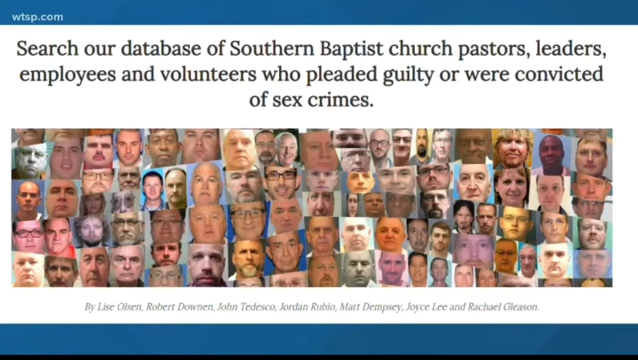 wtsp.com
Search our database of Southern Baptist church pastors, leaders,
employees and volunteers who pleaded guilty or were convicted
of sex crimes.
By Lise Olsen, Robert Downen, John Tedesco, Jordan Rubio, Matt Dempsey, Joyce Lee and Rachael Gleason.